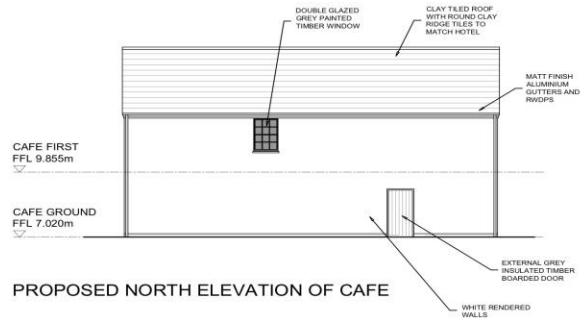 DOUBLE GLAZED
GREY PAINTED
TIMBER WINDOW
CLAY TILED ROOF
WITH ROUND CLAY
RIDGE TILES TO
MATCH HOTEL
MATT FINISH
ALUMINIUM
GUTTERS AND
RWDPS
CAFE FIRST
FFL 9.855m
CAFE GROUND
FFL 7.020m
EXTERNAL GREY
INSULATED TIMBER
BOARDED DOOR
PROPOSED NORTH ELEVATION OF CAFE
WHITE RENDERED
WALLS